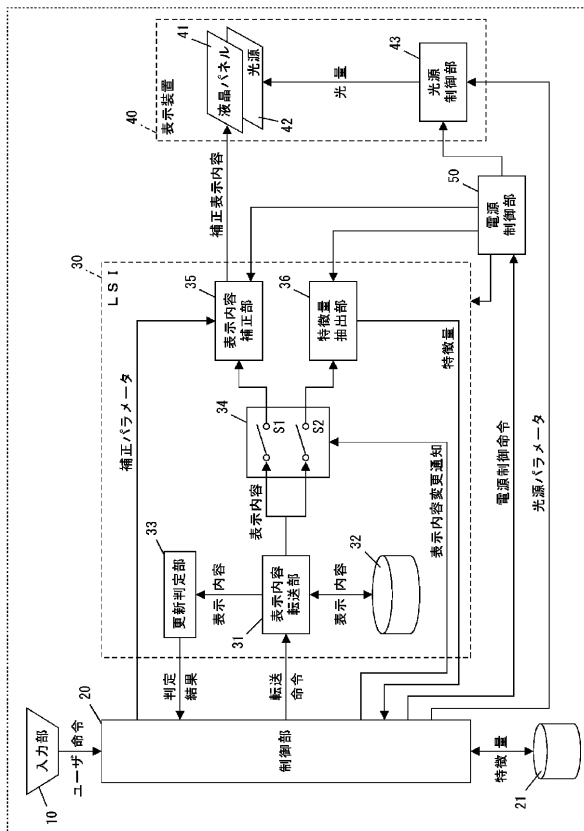 10
入力部
ユーザ命令
20
制御部
特徴量
21
判定
結果
転送
命令
補正パラメータ
30
LSI
33
更新判定部
表示内容
表示内容
転送部
31
表示内容
32
表示内容
34
S1
S2
表示内容変更通知
35
表示内容
補正部
36
特徴量
抽出部
特徴量
補正表示内容
電源制御命令
光源パラメータ
50
電源
制御部
40
表示装置
液晶パネル
41
光源
42
光量
43
光源
制御部